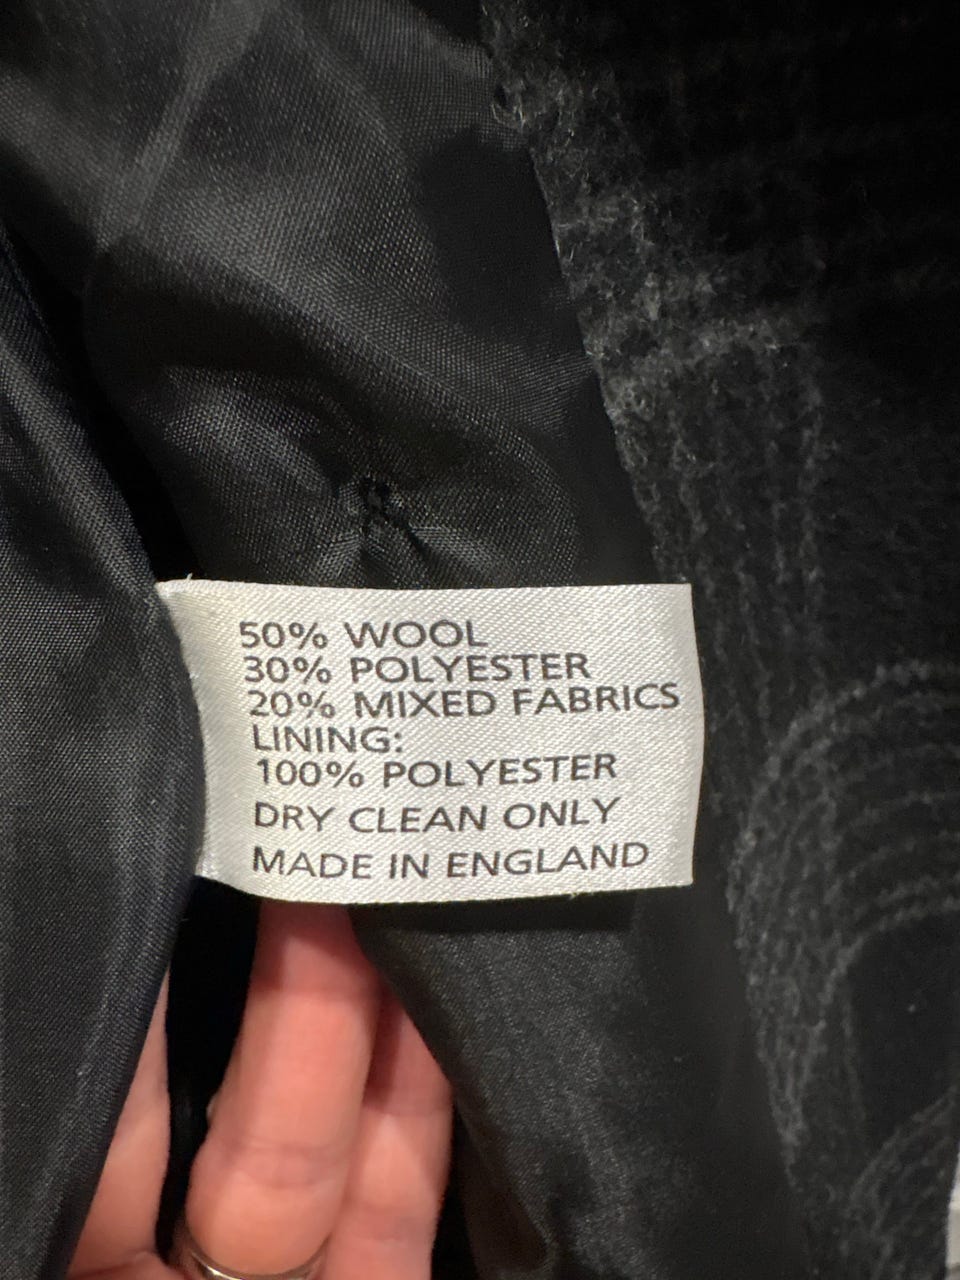 50% WOOL
30% POLYESTER
20% MIXED FABRICS
LINING:
100% POLYESTER
DRY CLEAN ONLY
MADE IN ENGLAND